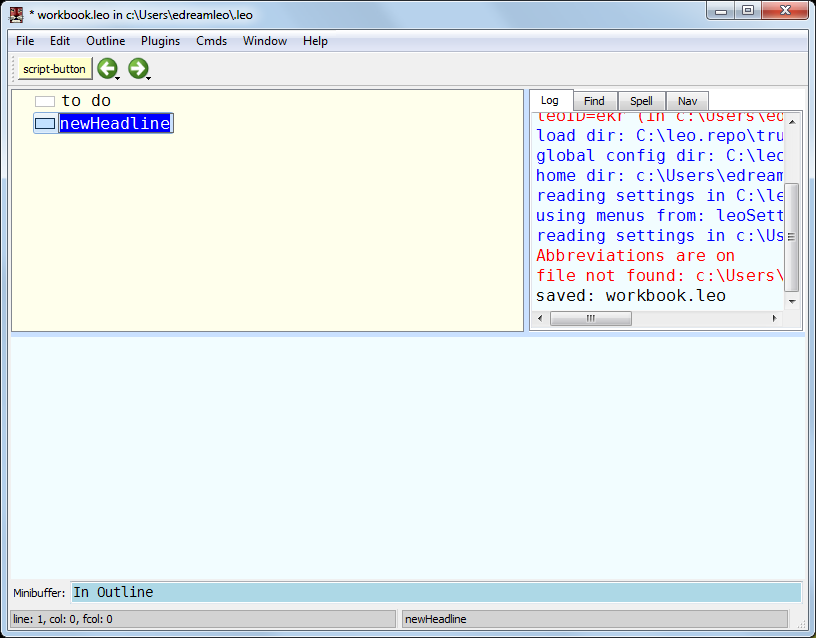 * workbook.leo in c:\Users\edreamleo\.leo
File Edit Outline Plugins Cmds Window Help
script-button
to do
newHeadline
Log Find Spell Nav
leoID=ekr (in c:\Users\ed
load dir: C:\leo.repo\tru
global config dir: C:\leo
home dir: c:\Users\edream
reading settings in C:\le
using menus from: leoSett
reading settings in c:\Us
Abbreviations are on
file not found: c:\Users\
saved: workbook.leo
Minibuffer: In Outline
line: 1, col: 0, fcol: 0
newHeadline